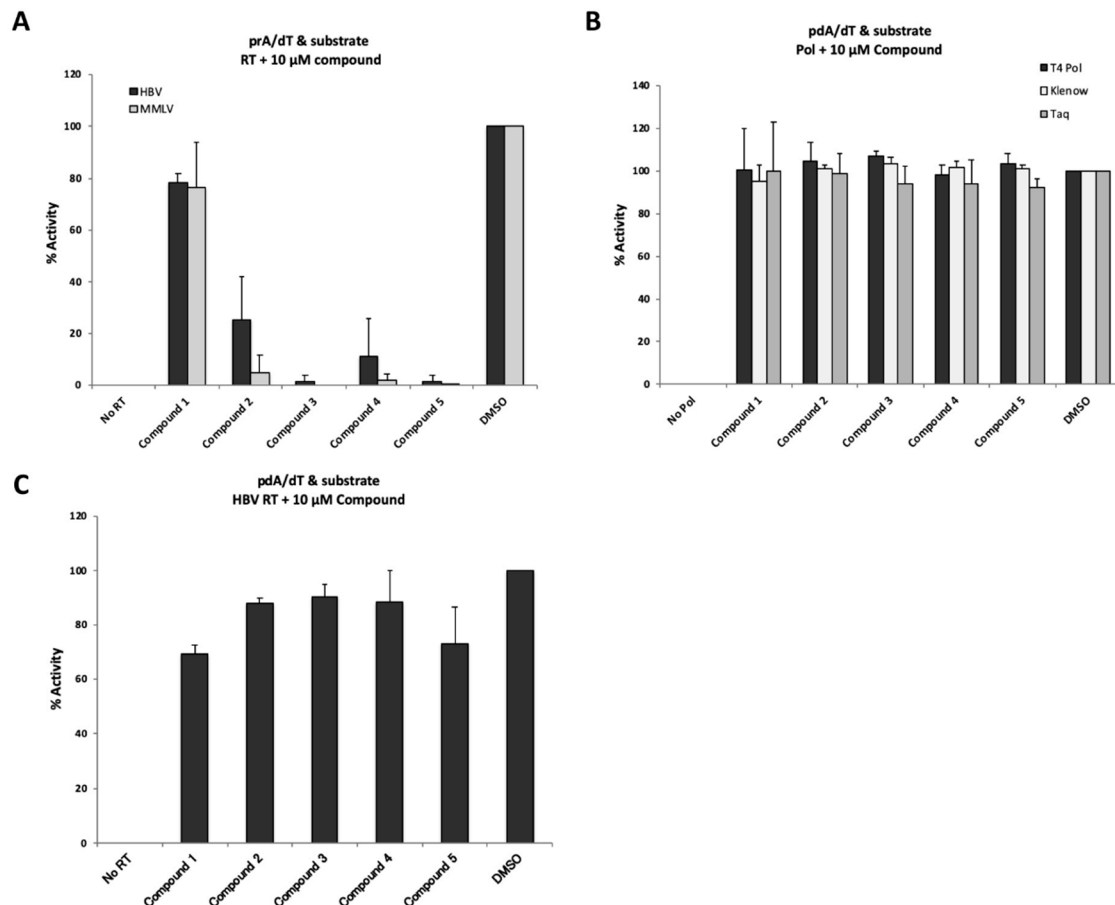 A
prA/dT & substrate
RT + 10 µM compound
120
100
80
60
40
20
0
% Activity
HBV
MMLV
No RT
Compound 1
Compound 2
Compound 3
Compound 4
Compound 5
DMSO
B
pdA/dT & substrate
Pol + 10 µM Compound
140
120
100
80
60
40
20
0
% Activity
T4 Pol
Klenow
Taq
No Pol
Compound 1
Compound 2
Compound 3
Compound 4
Compound 5
DMSO
C
pdA/dT & substrate
HBV RT + 10 µM Compound
120
100
80
60
40
20
0
% Activity
No RT
Compound 1
Compound 2
Compound 3
Compound 4
Compound 5
DMSO